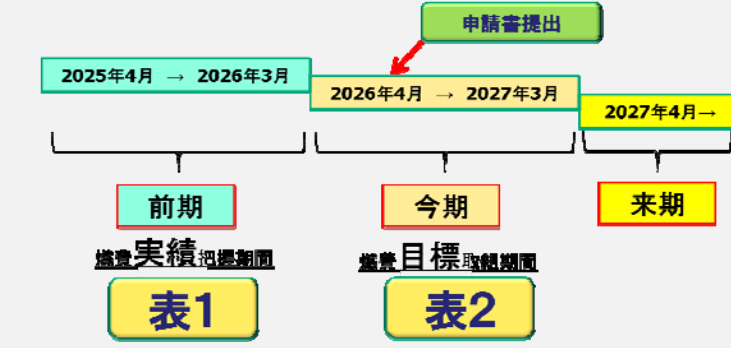 申請書提出
2025年4月 → 2026年3月
2026年4月 → 2027年3月
2027年4月→
前期
今期
来期
燃費実績把握期間
燃費目標取組期間
表1
表2